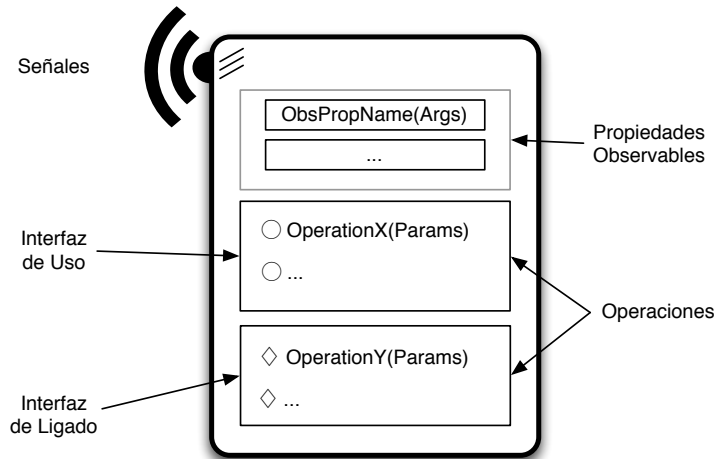 Señales
ObsPropName(Args)
...
Propiedades
Observables
Interfaz
de Uso
OperationX(Params)
...
Operaciones
OperationY(Params)
...
Interfaz
de Ligado